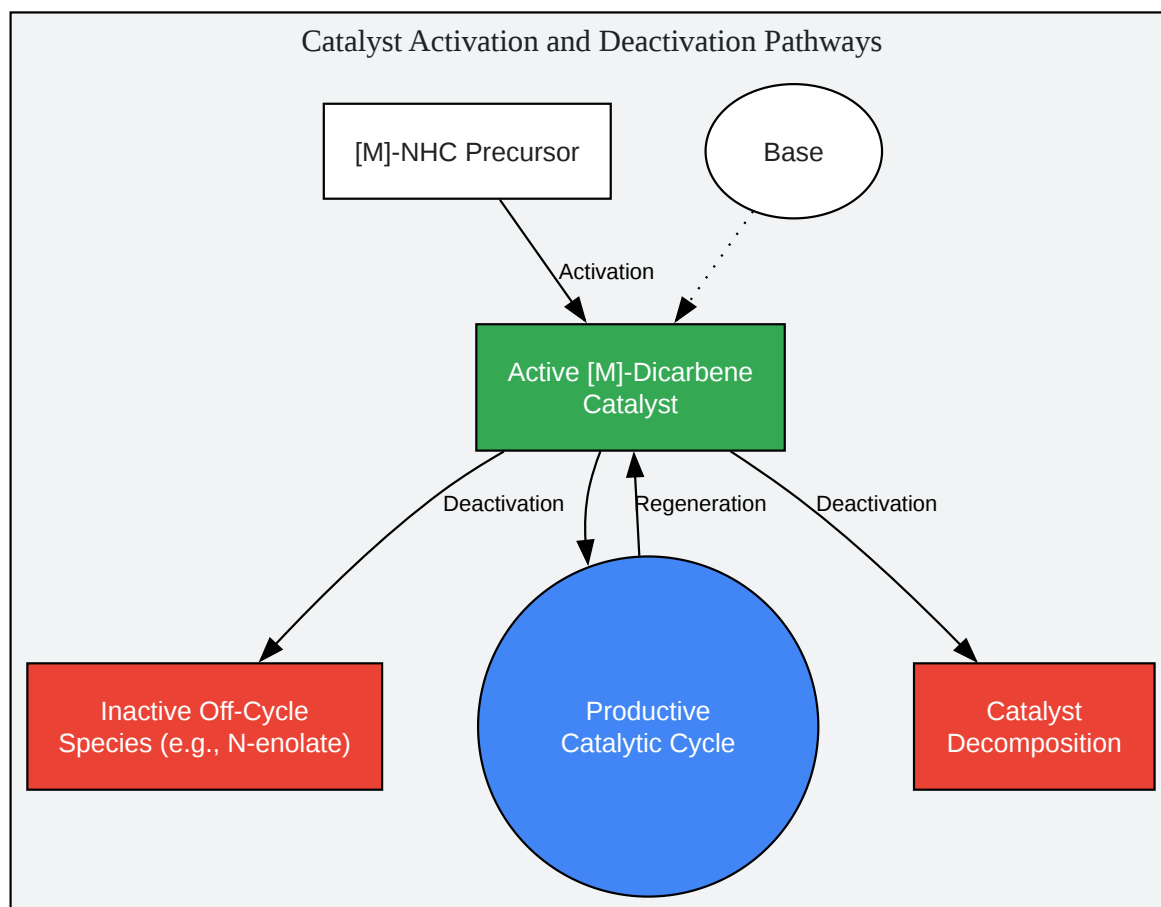 Catalyst Activation and Deactivation Pathways
[M]-NHC Precursor
Base
Activation
Active [M]-Dicarbene
Catalyst
Deactivation
Regeneration
Deactivation
Inactive Off-Cycle
Species (e.g., N-enolate)
Productive
Catalytic Cycle
Catalyst
Decomposition